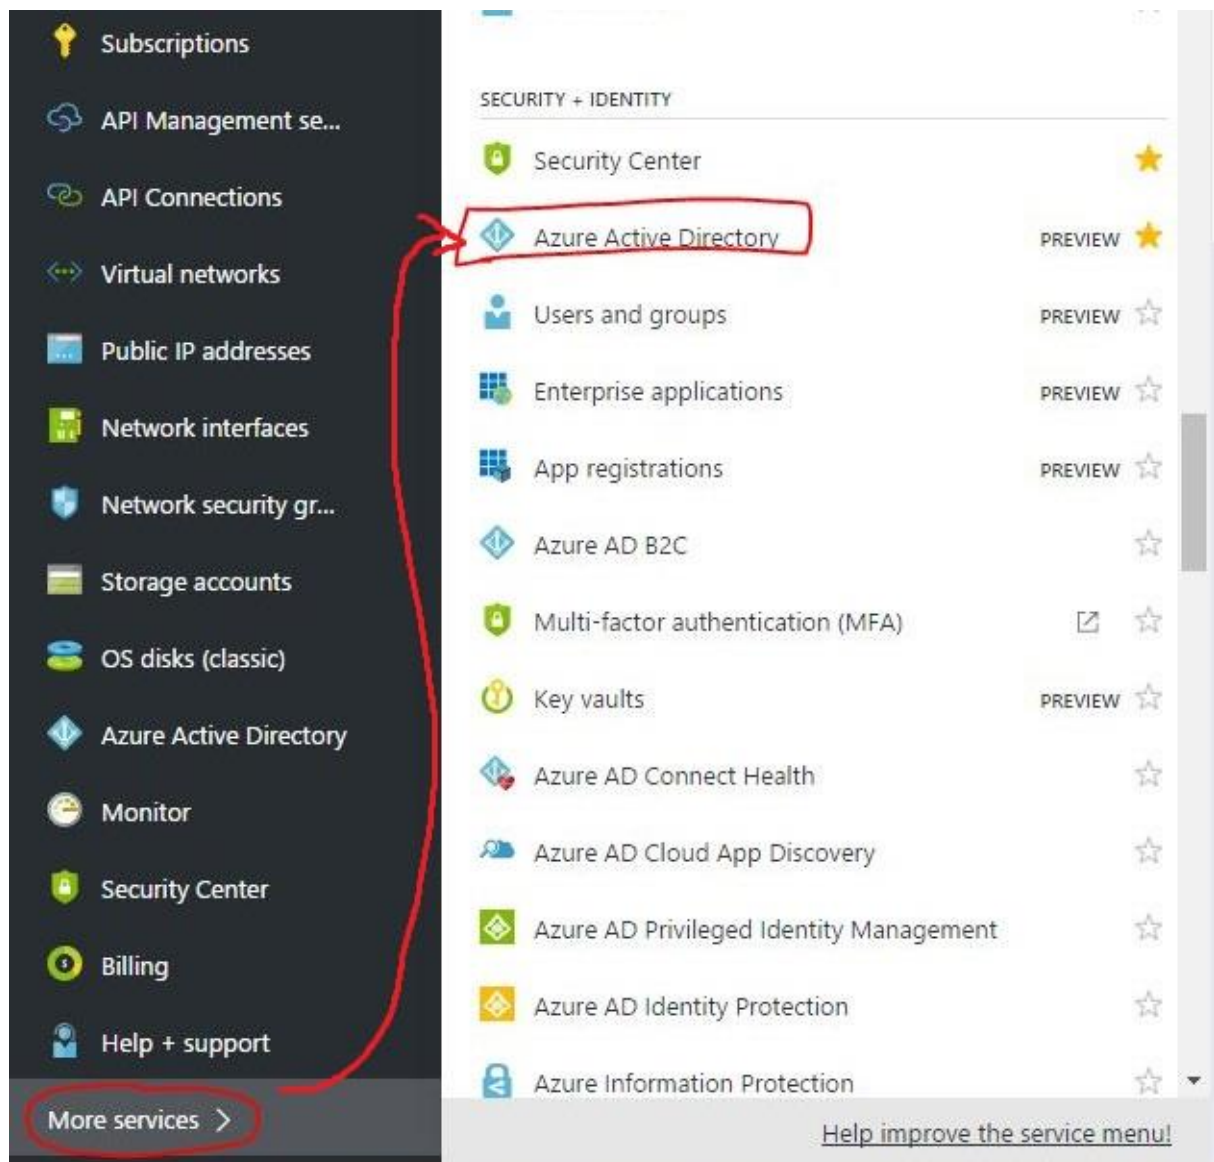 Subscriptions
API Management se...
API Connections
Virtual networks
Public IP addresses
Network interfaces
Network security gr...
Storage accounts
OS disks (classic)
Azure Active Directory
Monitor
Security Center
Billing
Help + support
More services
SECURITY + IDENTITY
Security Center
Azure Active Directory PREVIEW
Users and groups PREVIEW
Enterprise applications PREVIEW
App registrations PREVIEW
Azure AD B2C
Multi-factor authentication (MFA)
Key vaults PREVIEW
Azure AD Connect Health
Azure AD Cloud App Discovery
Azure AD Privileged Identity Management
Azure AD Identity Protection
Azure Information Protection
Help improve the service menu!